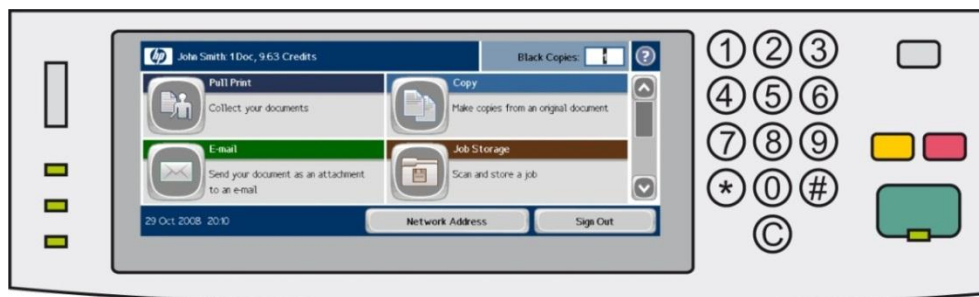 hp John Smith: 1 Doc, 9.63 Credits
Black Copies: 1 ?
Pull Print
Collect your documents
Copy
Make copies from an original document
E-mail
Send your document as an attachment
to an e-mail
Job Storage
Scan and store a job
29 Oct 2008 20:10
Network Address
Sign Out
1 2 3
4 5 6
7 8 9
* 0 #
C